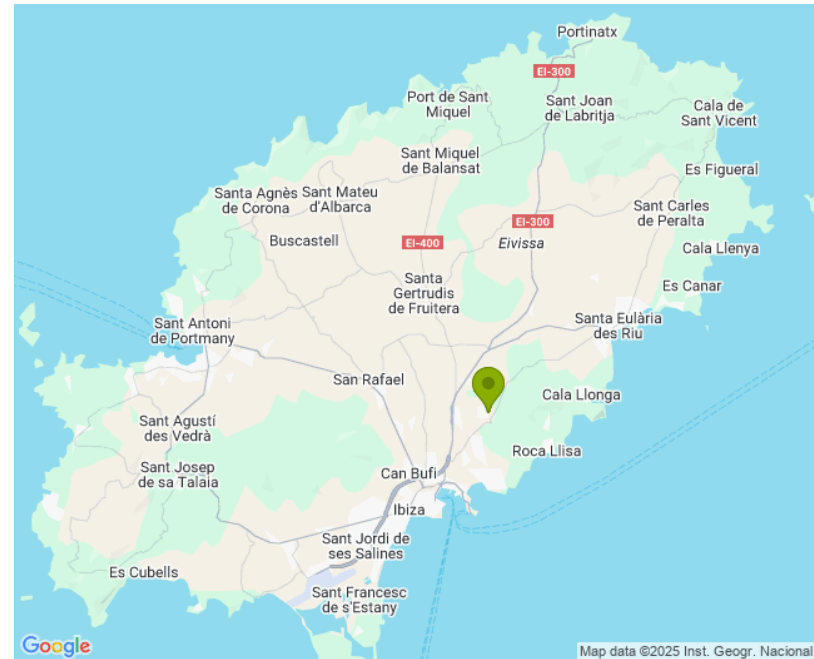 Portinatx
EI-300
Port de Sant
Miquel
Sant Joan
de Labritja
Cala de
Sant Vicent
Sant Miquel
de Balansat
Es Figueral
Santa Agnès
de Corona
Sant Mateu
d'Albarca
Sant Carles
de Peralta
EI-300
Buscastell
EI-400
Eivissa
Cala Llenya
Santa
Gertrudis
de Fruitera
Es Canar
Sant Antoni
de Portmany
Santa Eulària
des Riu
San Rafael
Cala Llonga
Sant Agustí
des Vedrà
Roca Llisa
Sant Josep
de sa Talaia
Can Bufi
Ibiza
Sant Jordi de
ses Salines
Es Cubells
Sant Francesc
de s'Estany
Google
Map data ©2025 Inst. Geogr. Nacional